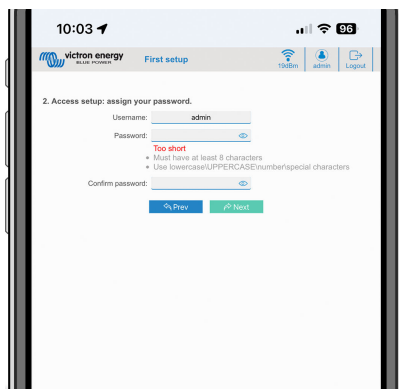 10:03
96
victron energy
BLUE POWER
First setup
19dBm
admin
Logout
2. Access setup: assign your password.
Username:
admin
Password:
Too short
Must have at least 8 characters
Use lowercase\UPPERCASE\number\special characters
Confirm password:
Prev
Next